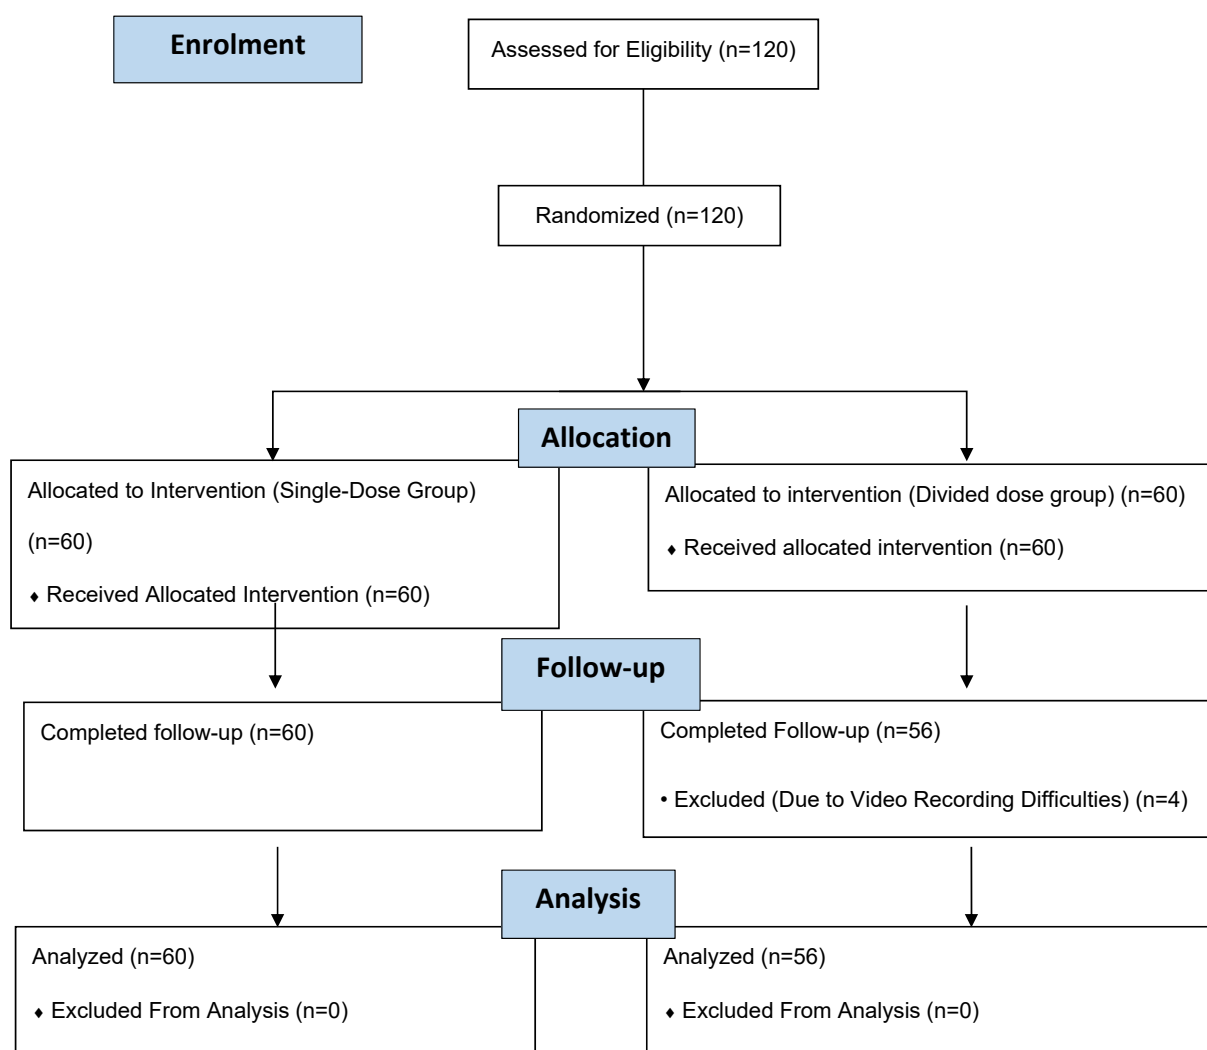 Enrolment
Assessed for Eligibility (n=120)
Randomized (n=120)
Allocation
Allocated to Intervention (Single-Dose Group)
(n=60)
♦ Received Allocated Intervention (n=60)
Allocated to intervention (Divided dose group) (n=60)
♦ Received allocated intervention (n=60)
Follow-up
Completed follow-up (n=60)
Completed Follow-up (n=56)
• Excluded (Due to Video Recording Difficulties) (n=4)
Analysis
Analyzed (n=60)
♦ Excluded From Analysis (n=0)
Analyzed (n=56)
♦ Excluded From Analysis (n=0)